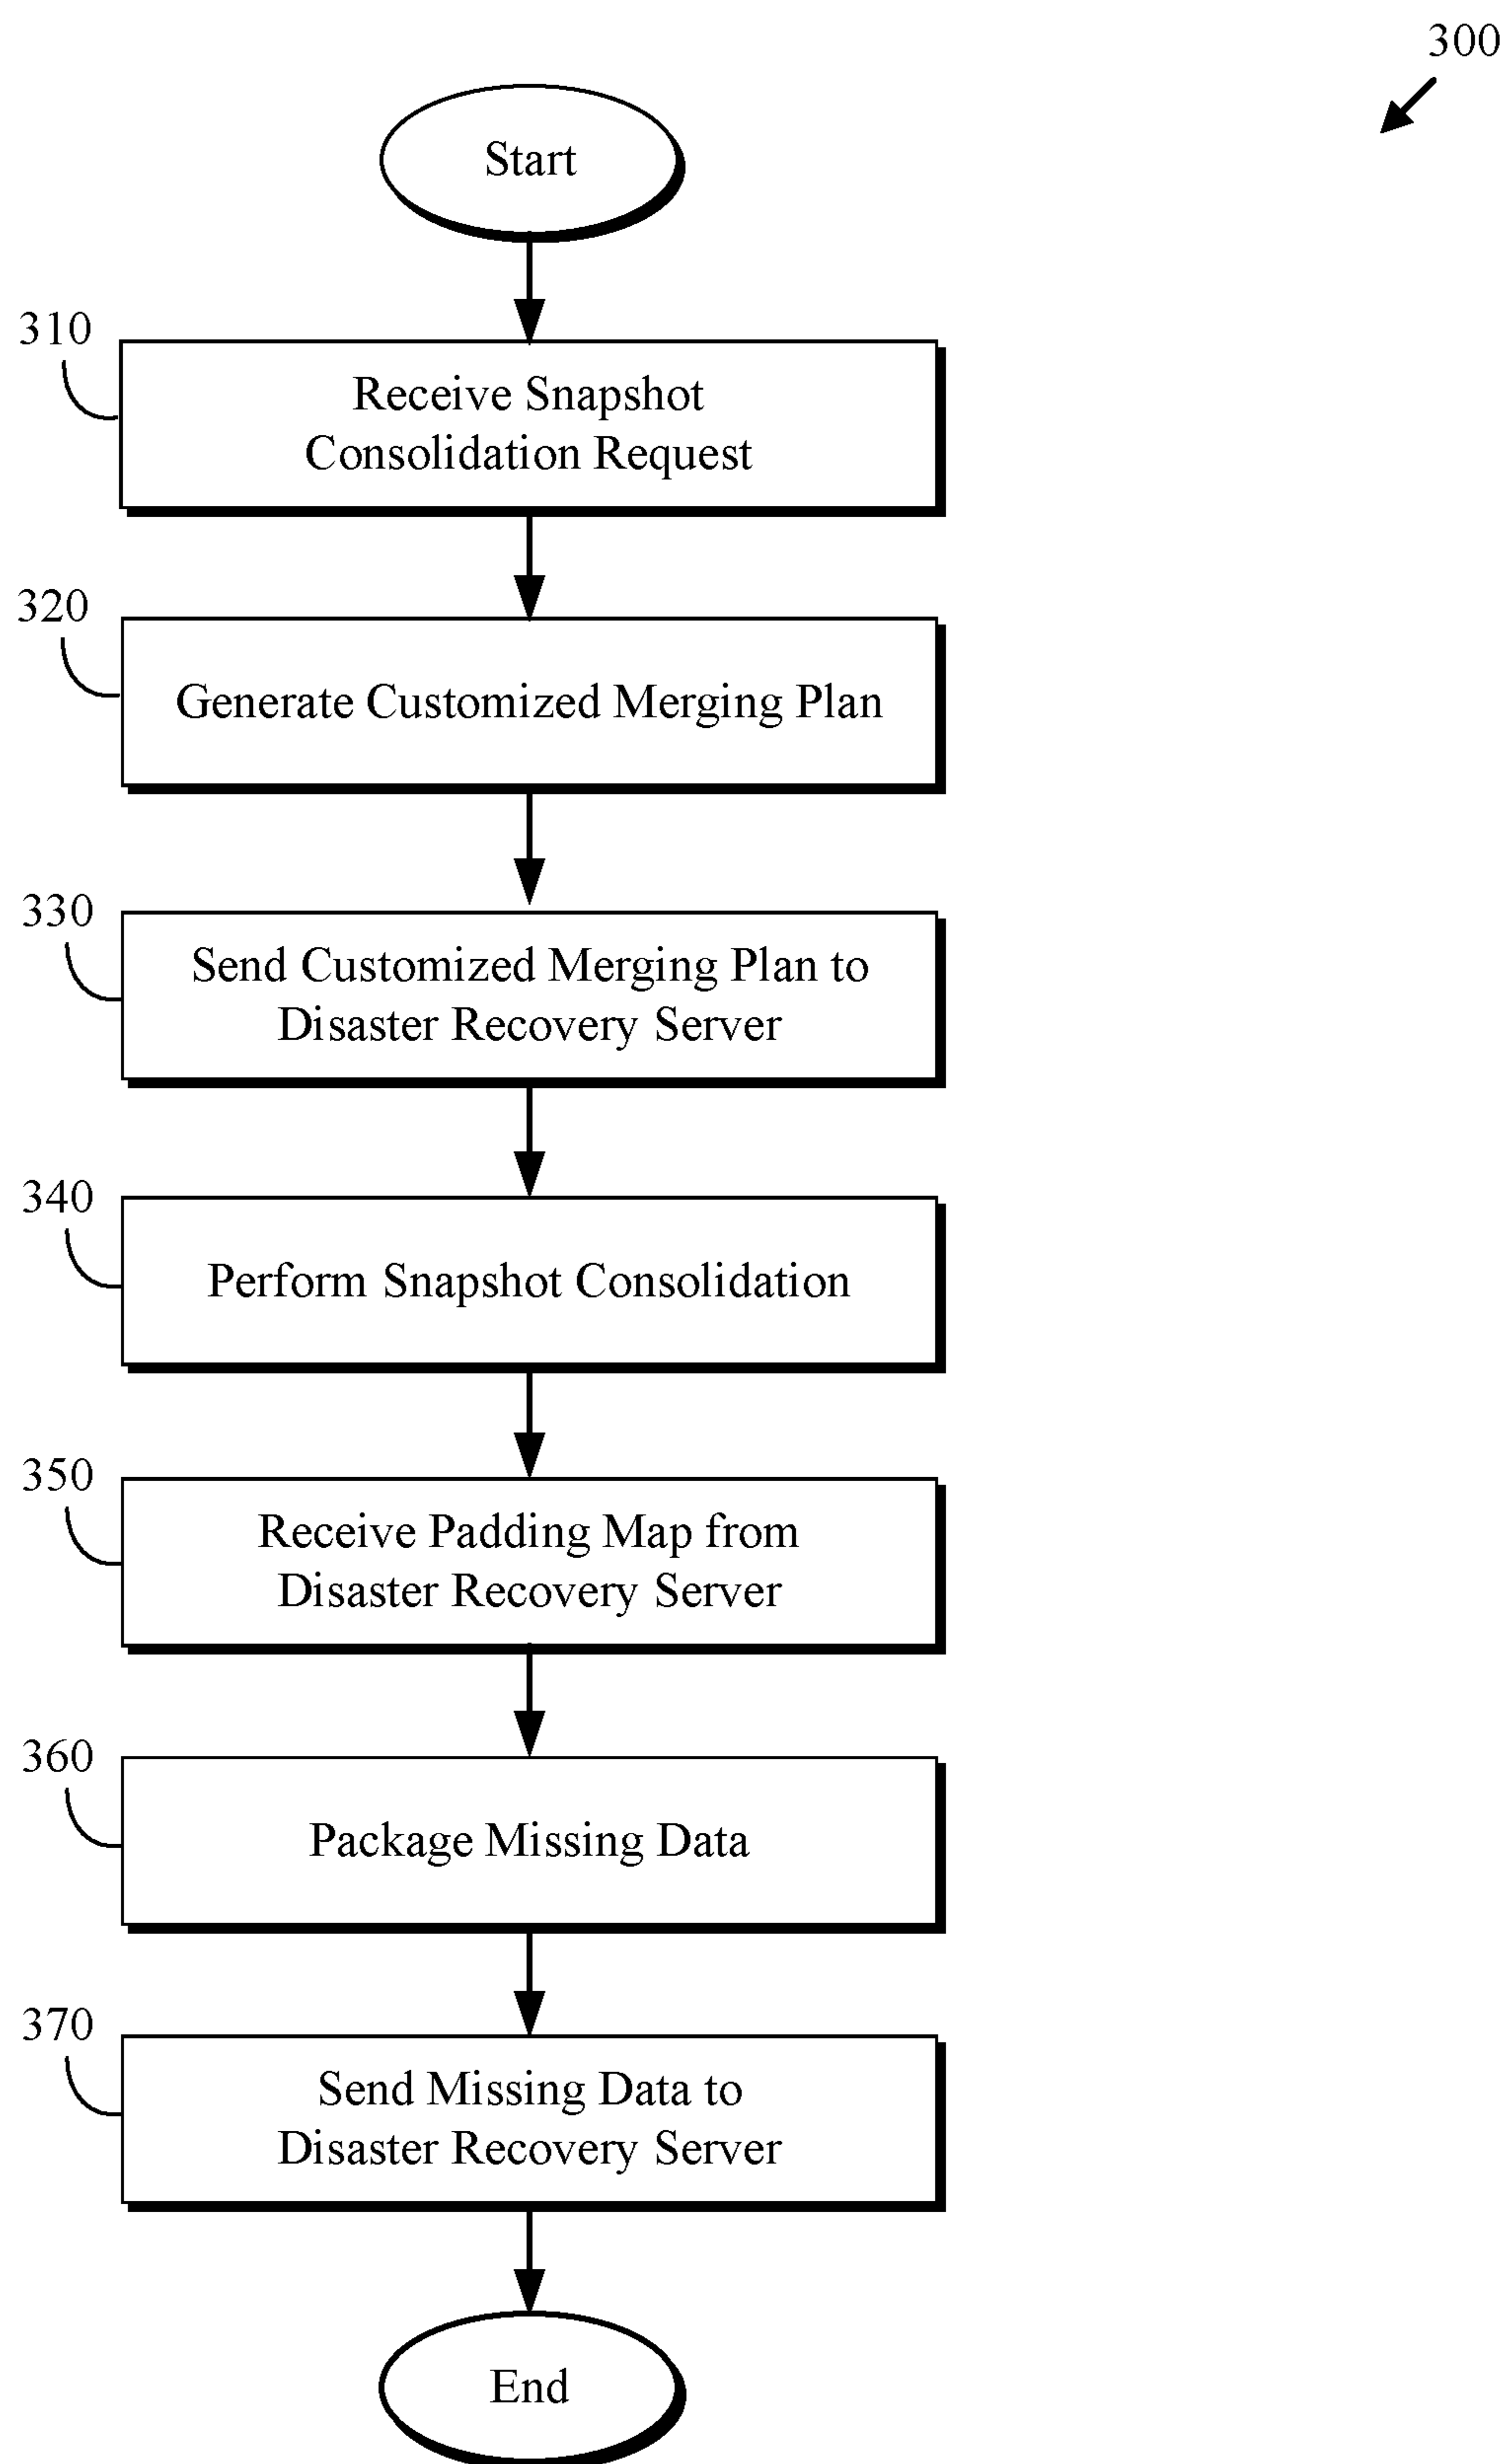 300
Start
310
Receive Snapshot
Consolidation Request
320
Generate Customized Merging Plan
330
Send Customized Merging Plan to
Disaster Recovery Server
340
Perform Snapshot Consolidation
350
Receive Padding Map from
Disaster Recovery Server
360
Package Missing Data
370
Send Missing Data to
Disaster Recovery Server
End